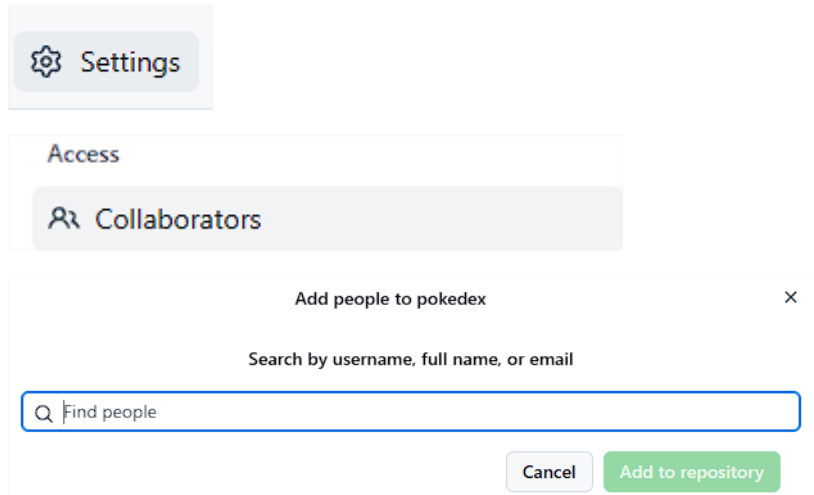 Settings
Access
Collaborators
Add people to pokedex
Search by username, full name, or email
Find people
Cancel Add to repository